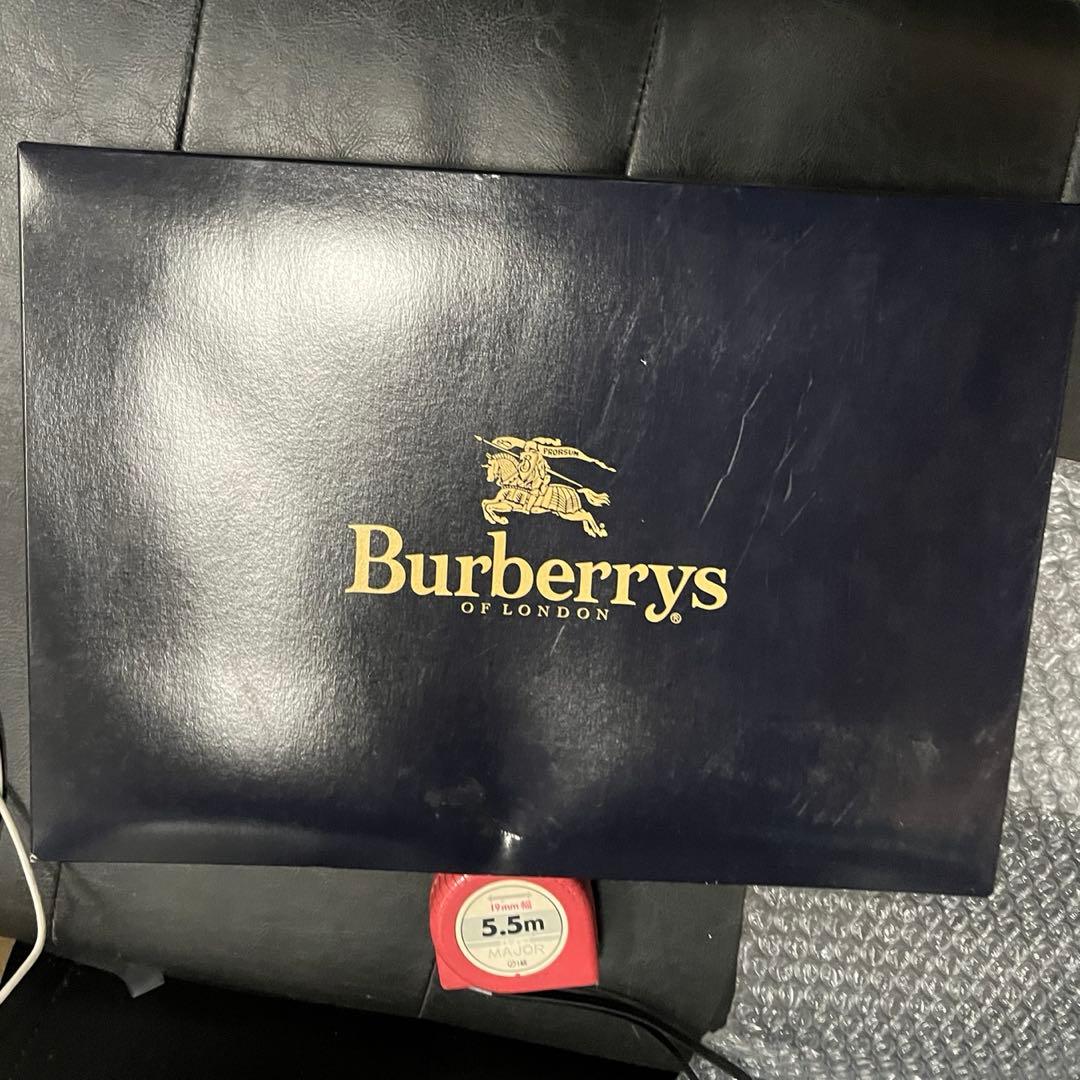 PRORSUM
Burberrys
OF LONDON
®
19mm幅
5.5m
MAJOR